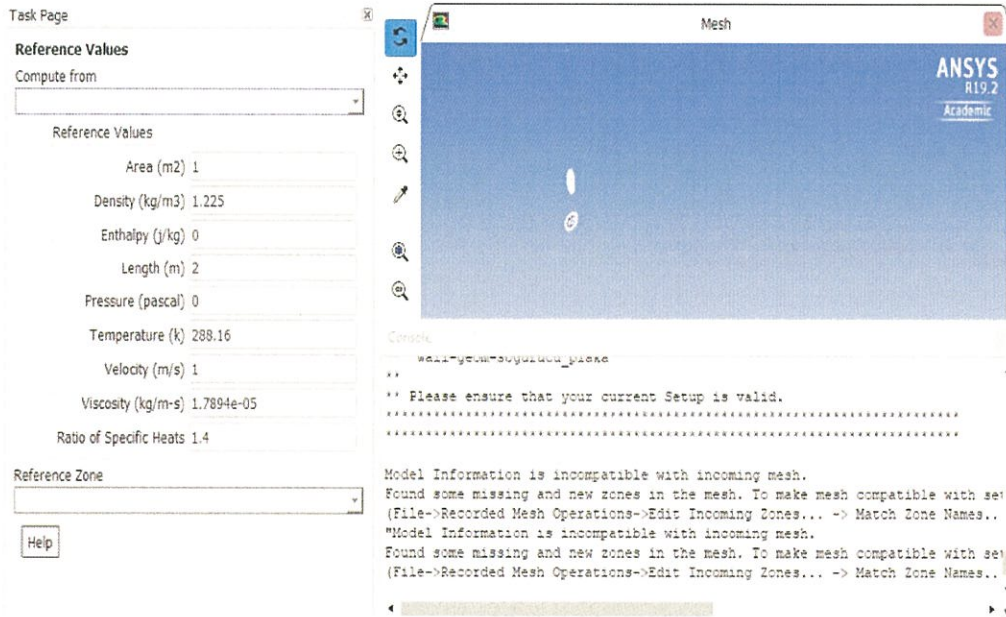 Task Page
Reference Values
Compute from
Reference Values
Area (m2) 1
Density (kg/m3) 1.225
Enthalpy (j/kg) 0
Length (m) 2
Pressure (pascal) 0
Temperature (k) 288.16
Velocity (m/s) 1
Viscosity (kg/m-s) 1.7894e-05
Ratio of Specific Heats 1.4
Reference Zone
Help
Mesh
ANSYS
R19.2
Academic
Console
wall-geom-sogurucu_plaka
** Please ensure that your current Setup is valid.
Model Information is incompatible with incoming mesh.
Found some missing and new zones in the mesh. To make mesh compatible with set
(File->Recorded Mesh Operations->Edit Incoming Zones... -> Match Zone Names..
"Model Information is incompatible with incoming mesh.
Found some missing and new zones in the mesh. To make mesh compatible with set
(File->Recorded Mesh Operations->Edit Incoming Zones... -> Match Zone Names..